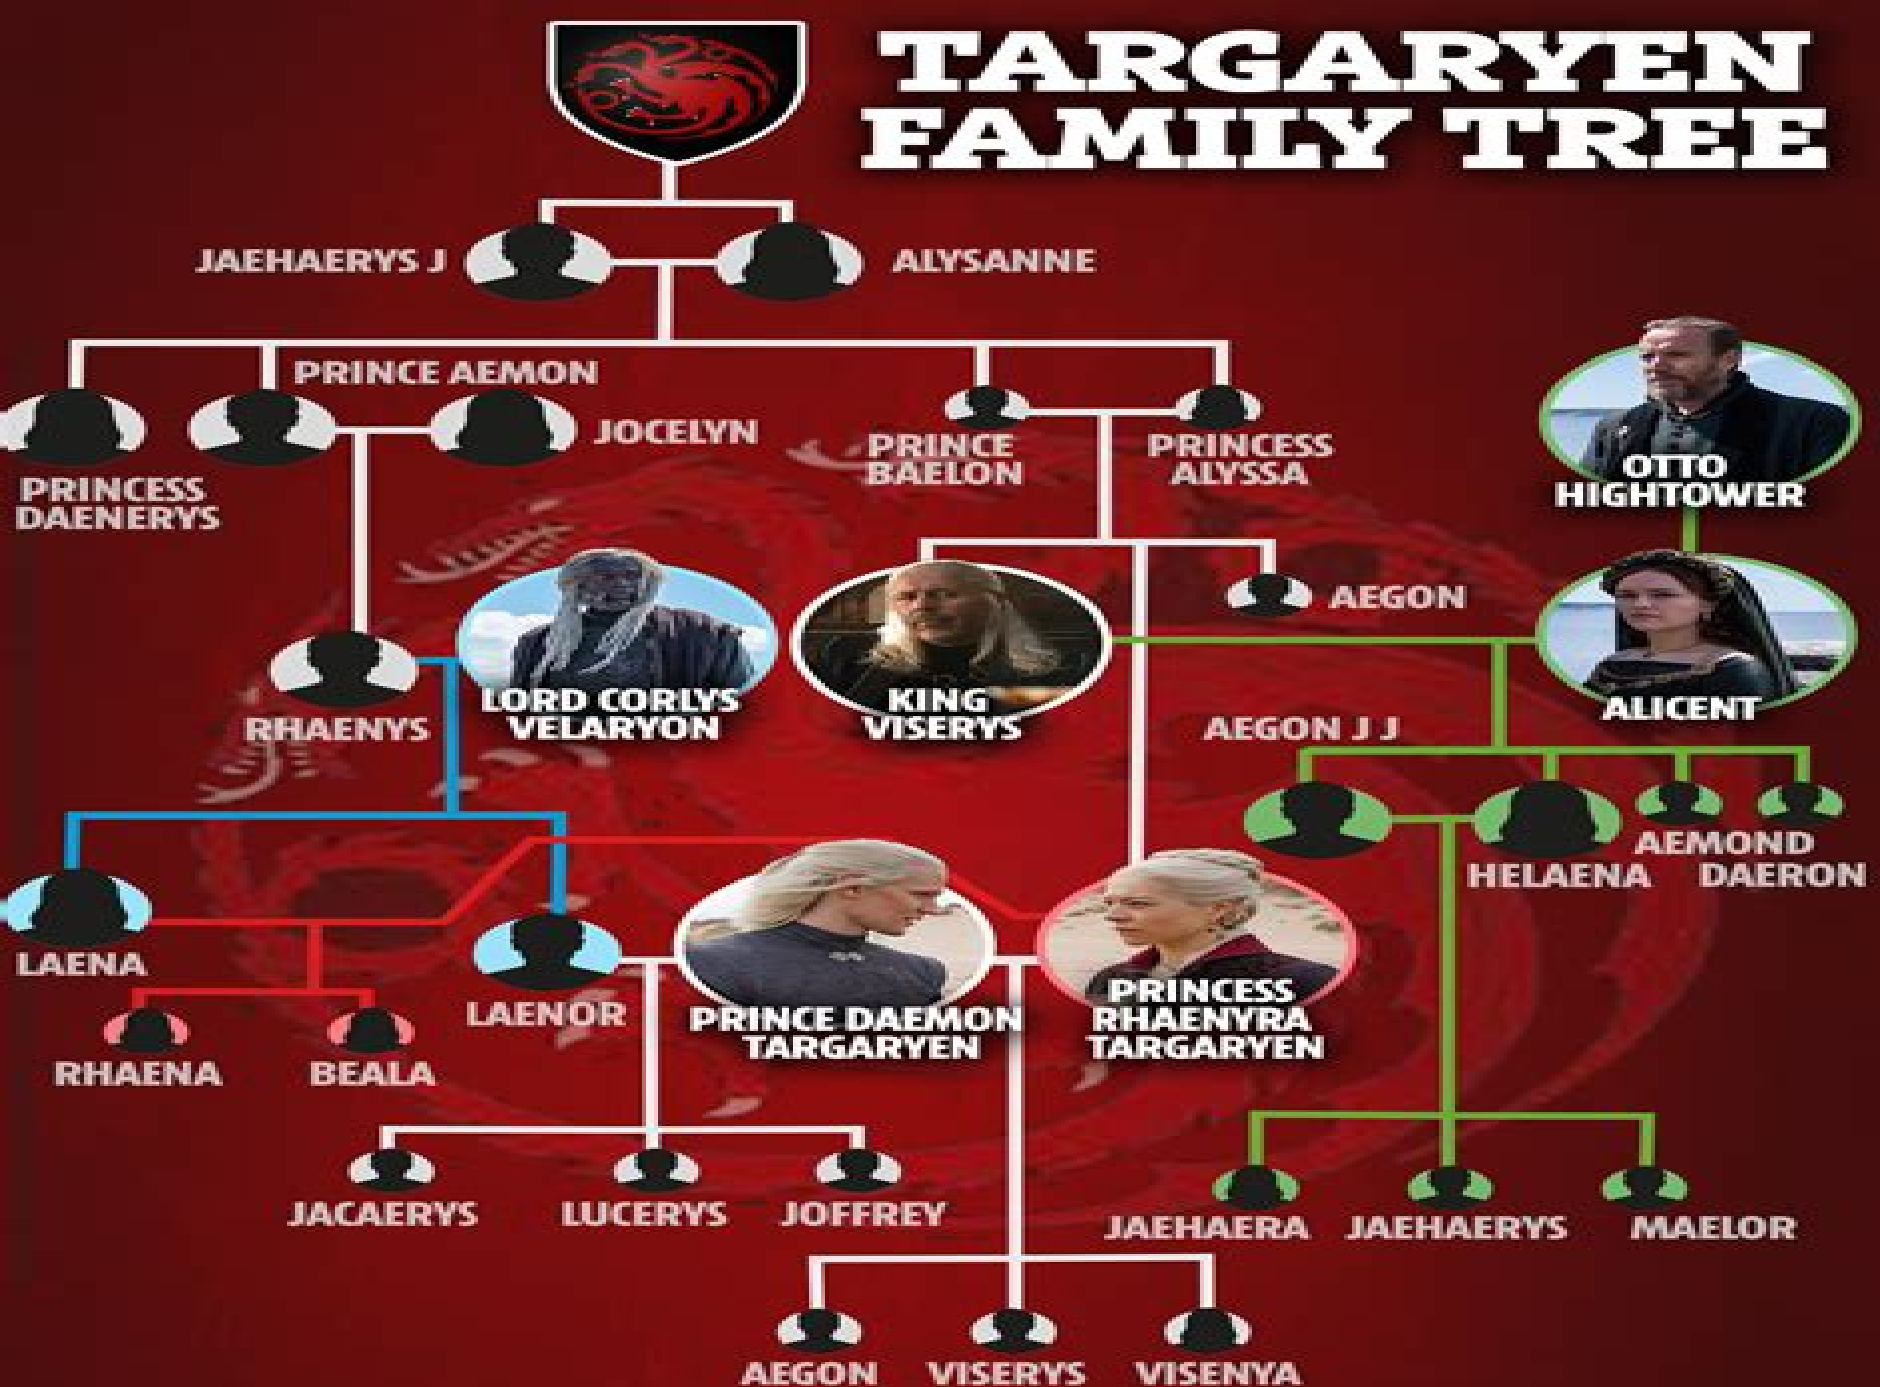 TARGARYEN
FAMILY TREE
JAEHAERYS J
ALYSANNE
PRINCE AEMON
JOCELYN
PRINCESS
DAENERYS
PRINCE
BAELON
PRINCESS
ALYSSA
OTTO
HIGHTOWER
AEGON
RHAENYS
LORD CORLYS
VELARYON
KING
VISERYS
ALICENT
AEGON J J
HELAENA
AEMOND
DAERON
LAENA
LAENOR
PRINCE DAEMON
TARGARYEN
PRINCESS
RHAENYRA
TARGARYEN
RHAENA
BEALA
JACAERYS
LUCERYS
JOFFREY
JAEHAERA
JAEHAERYS
MAELOR
AEGON
VISERYS
VISENYA